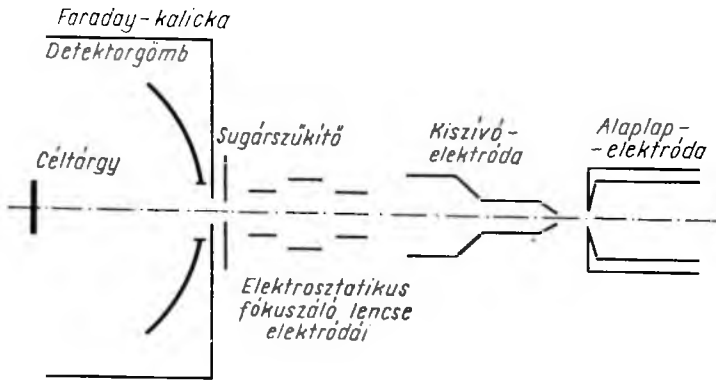 Faraday-kalicka
Detektorgömb
Céltárgy
Sugárszűkítő
Elektrosztatikus
fókuszáló lencse
elektródái
Kiszívó-
elektróda
Alaplap-
-elektróda